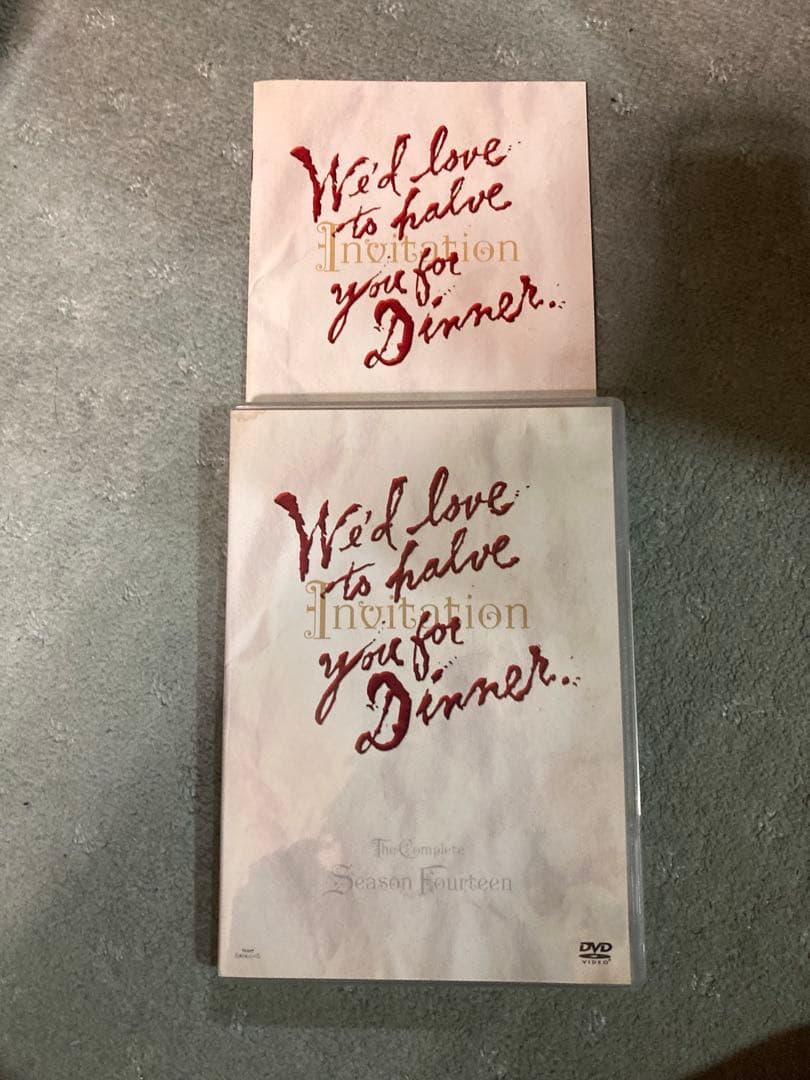 We'd love
to halve
Invitation
you for
Dinner.
We'd love
to halve
Invitation
you for
Dinner.
The Complete
Season Fourteen
DVD
VIDEO